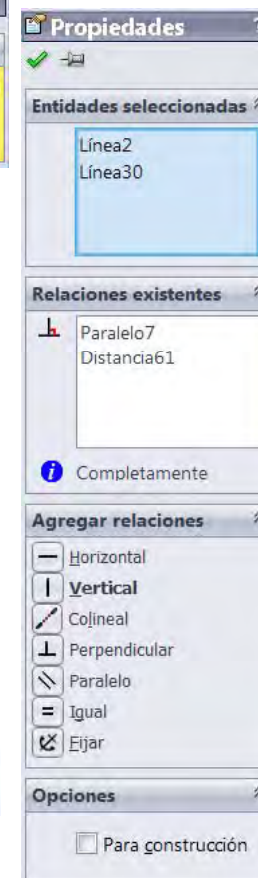 Propiedades
Entidades seleccionadas
Línea2
Línea30
Relaciones existentes
Paralelo7
Distancia61
Completamente
Agregar relaciones
Horizontal
Vertical
Colineal
Perpendicular
Paralelo
Igual
Fijar
Opciones
Para construcción